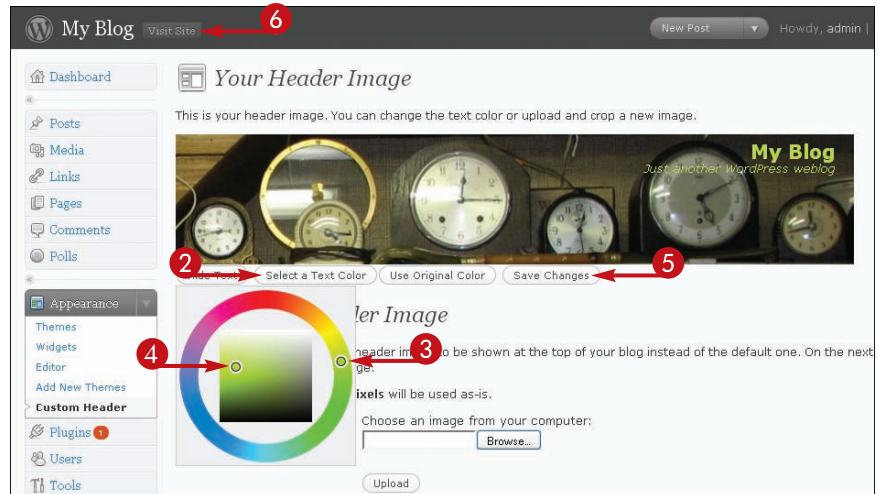 My Blog Visit Site 6 New Post Howdy, admin |
Dashboard
Posts
Media
Links
Pages
Comments
Polls
Appearance
Themes
Widgets
Editor
Add New Themes
Custom Header
Plugins 1
Users
Tools
Your Header Image
This is your header image. You can change the text color or upload and crop a new image.
My Blog
Just another WordPress weblog
2 Text Select a Text Color Use Original Color Save Changes 5
der Image
4 3
header to be shown at the top of your blog instead of the default one. On the next
ge.
ixels will be used as-is.
Choose an image from your computer:
Browse...
Upload